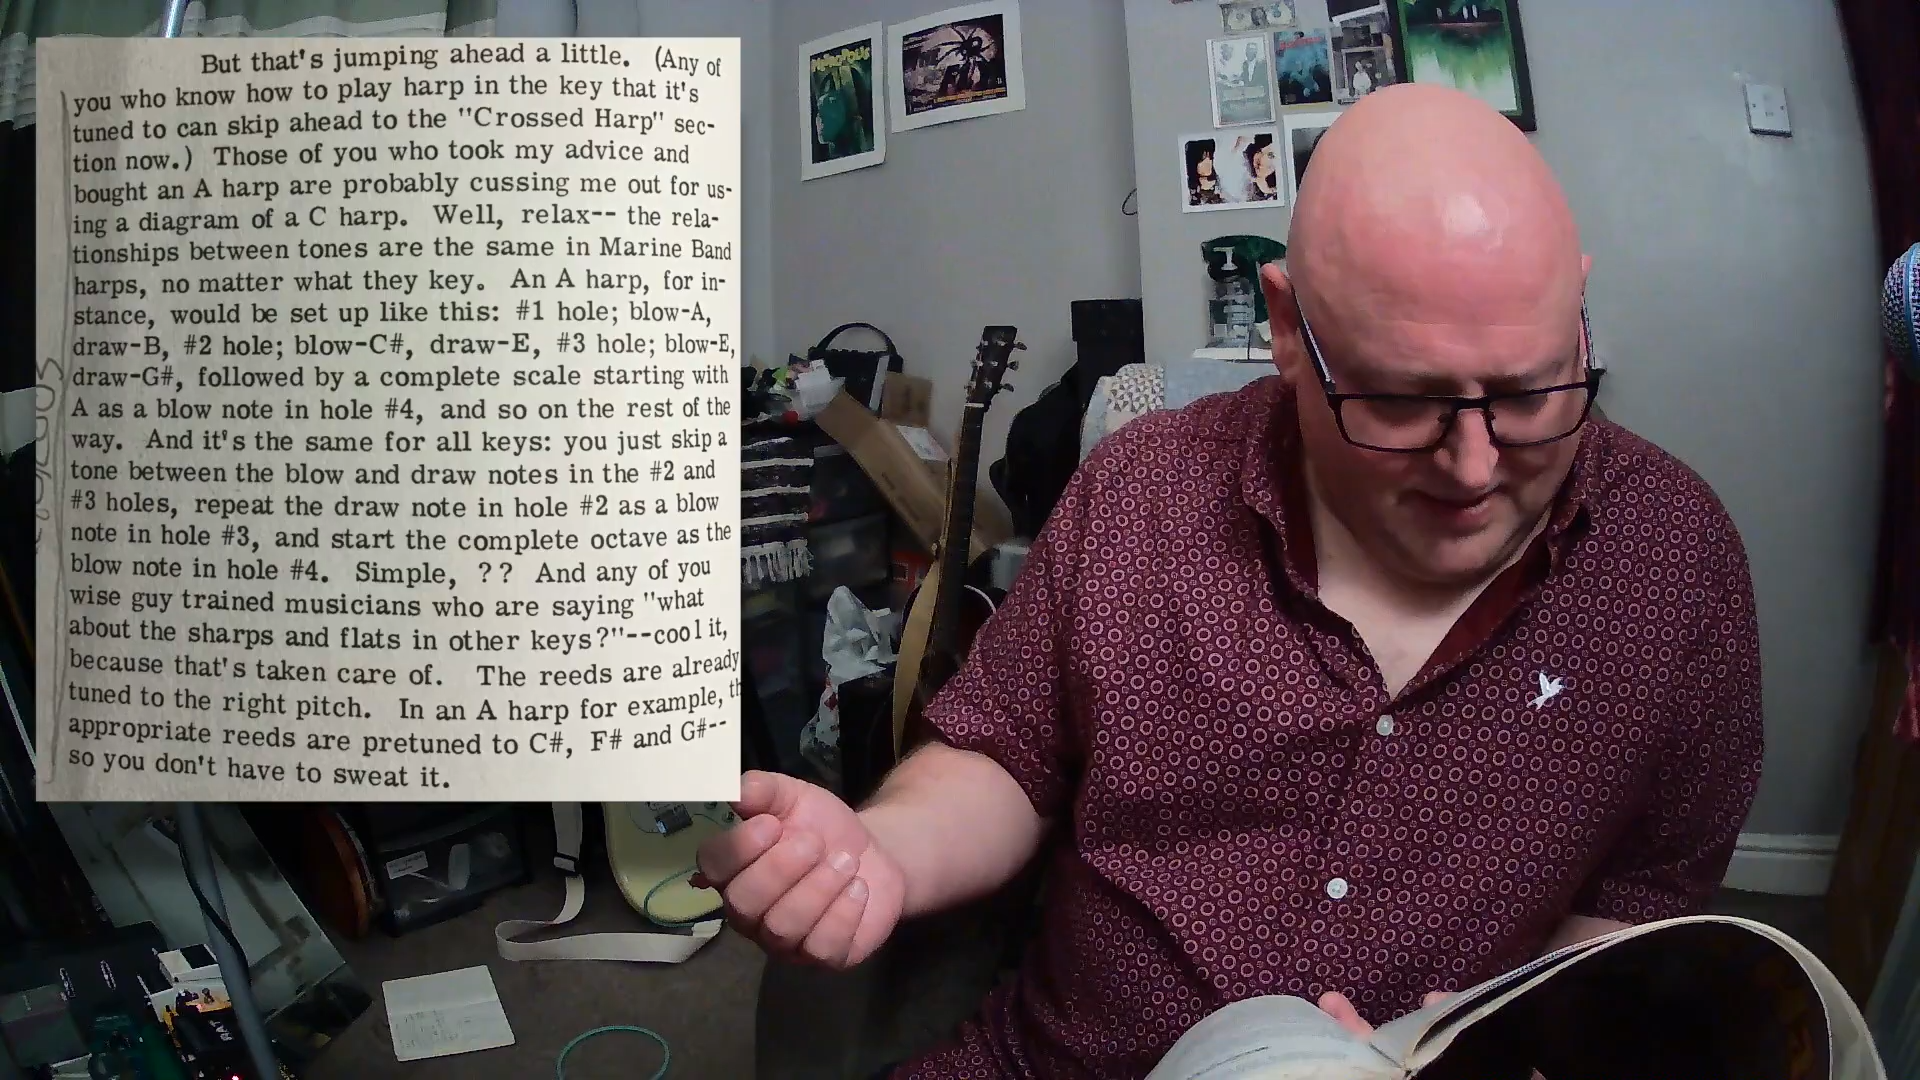 But that's jumping ahead a little. (Any of
you who know how to play harp in the key that it's
tuned to can skip ahead to the "Crossed Harp" sec-
tion now.) Those of you who took my advice and
bought an A harp are probably cussing me out for us-
ing a diagram of a C harp. Well, relax-- the rela-
tionships between tones are the same in Marine Band
harps, no matter what they key. An A harp, for in-
stance, would be set up like this: #1 hole; blow-A,
draw-B, #2 hole; blow-C#, draw-E, #3 hole; blow-E,
draw-G#, followed by a complete scale starting with
A as a blow note in hole #4, and so on the rest of the
way. And it's the same for all keys: you just skip a
tone between the blow and draw notes in the #2 and
#3 holes, repeat the draw note in hole #2 as a blow
note in hole #3, and start the complete octave as the
blow note in hole #4. Simple, ?? And any of you
wise guy trained musicians who are saying "what
about the sharps and flats in other keys?"--cool it,
because that's taken care of. The reeds are already
tuned to the right pitch. In an A harp for example, th
appropriate reeds are pretuned to C#, F# and G#--
so you don't have to sweat it.
METROPOLIS
RAT